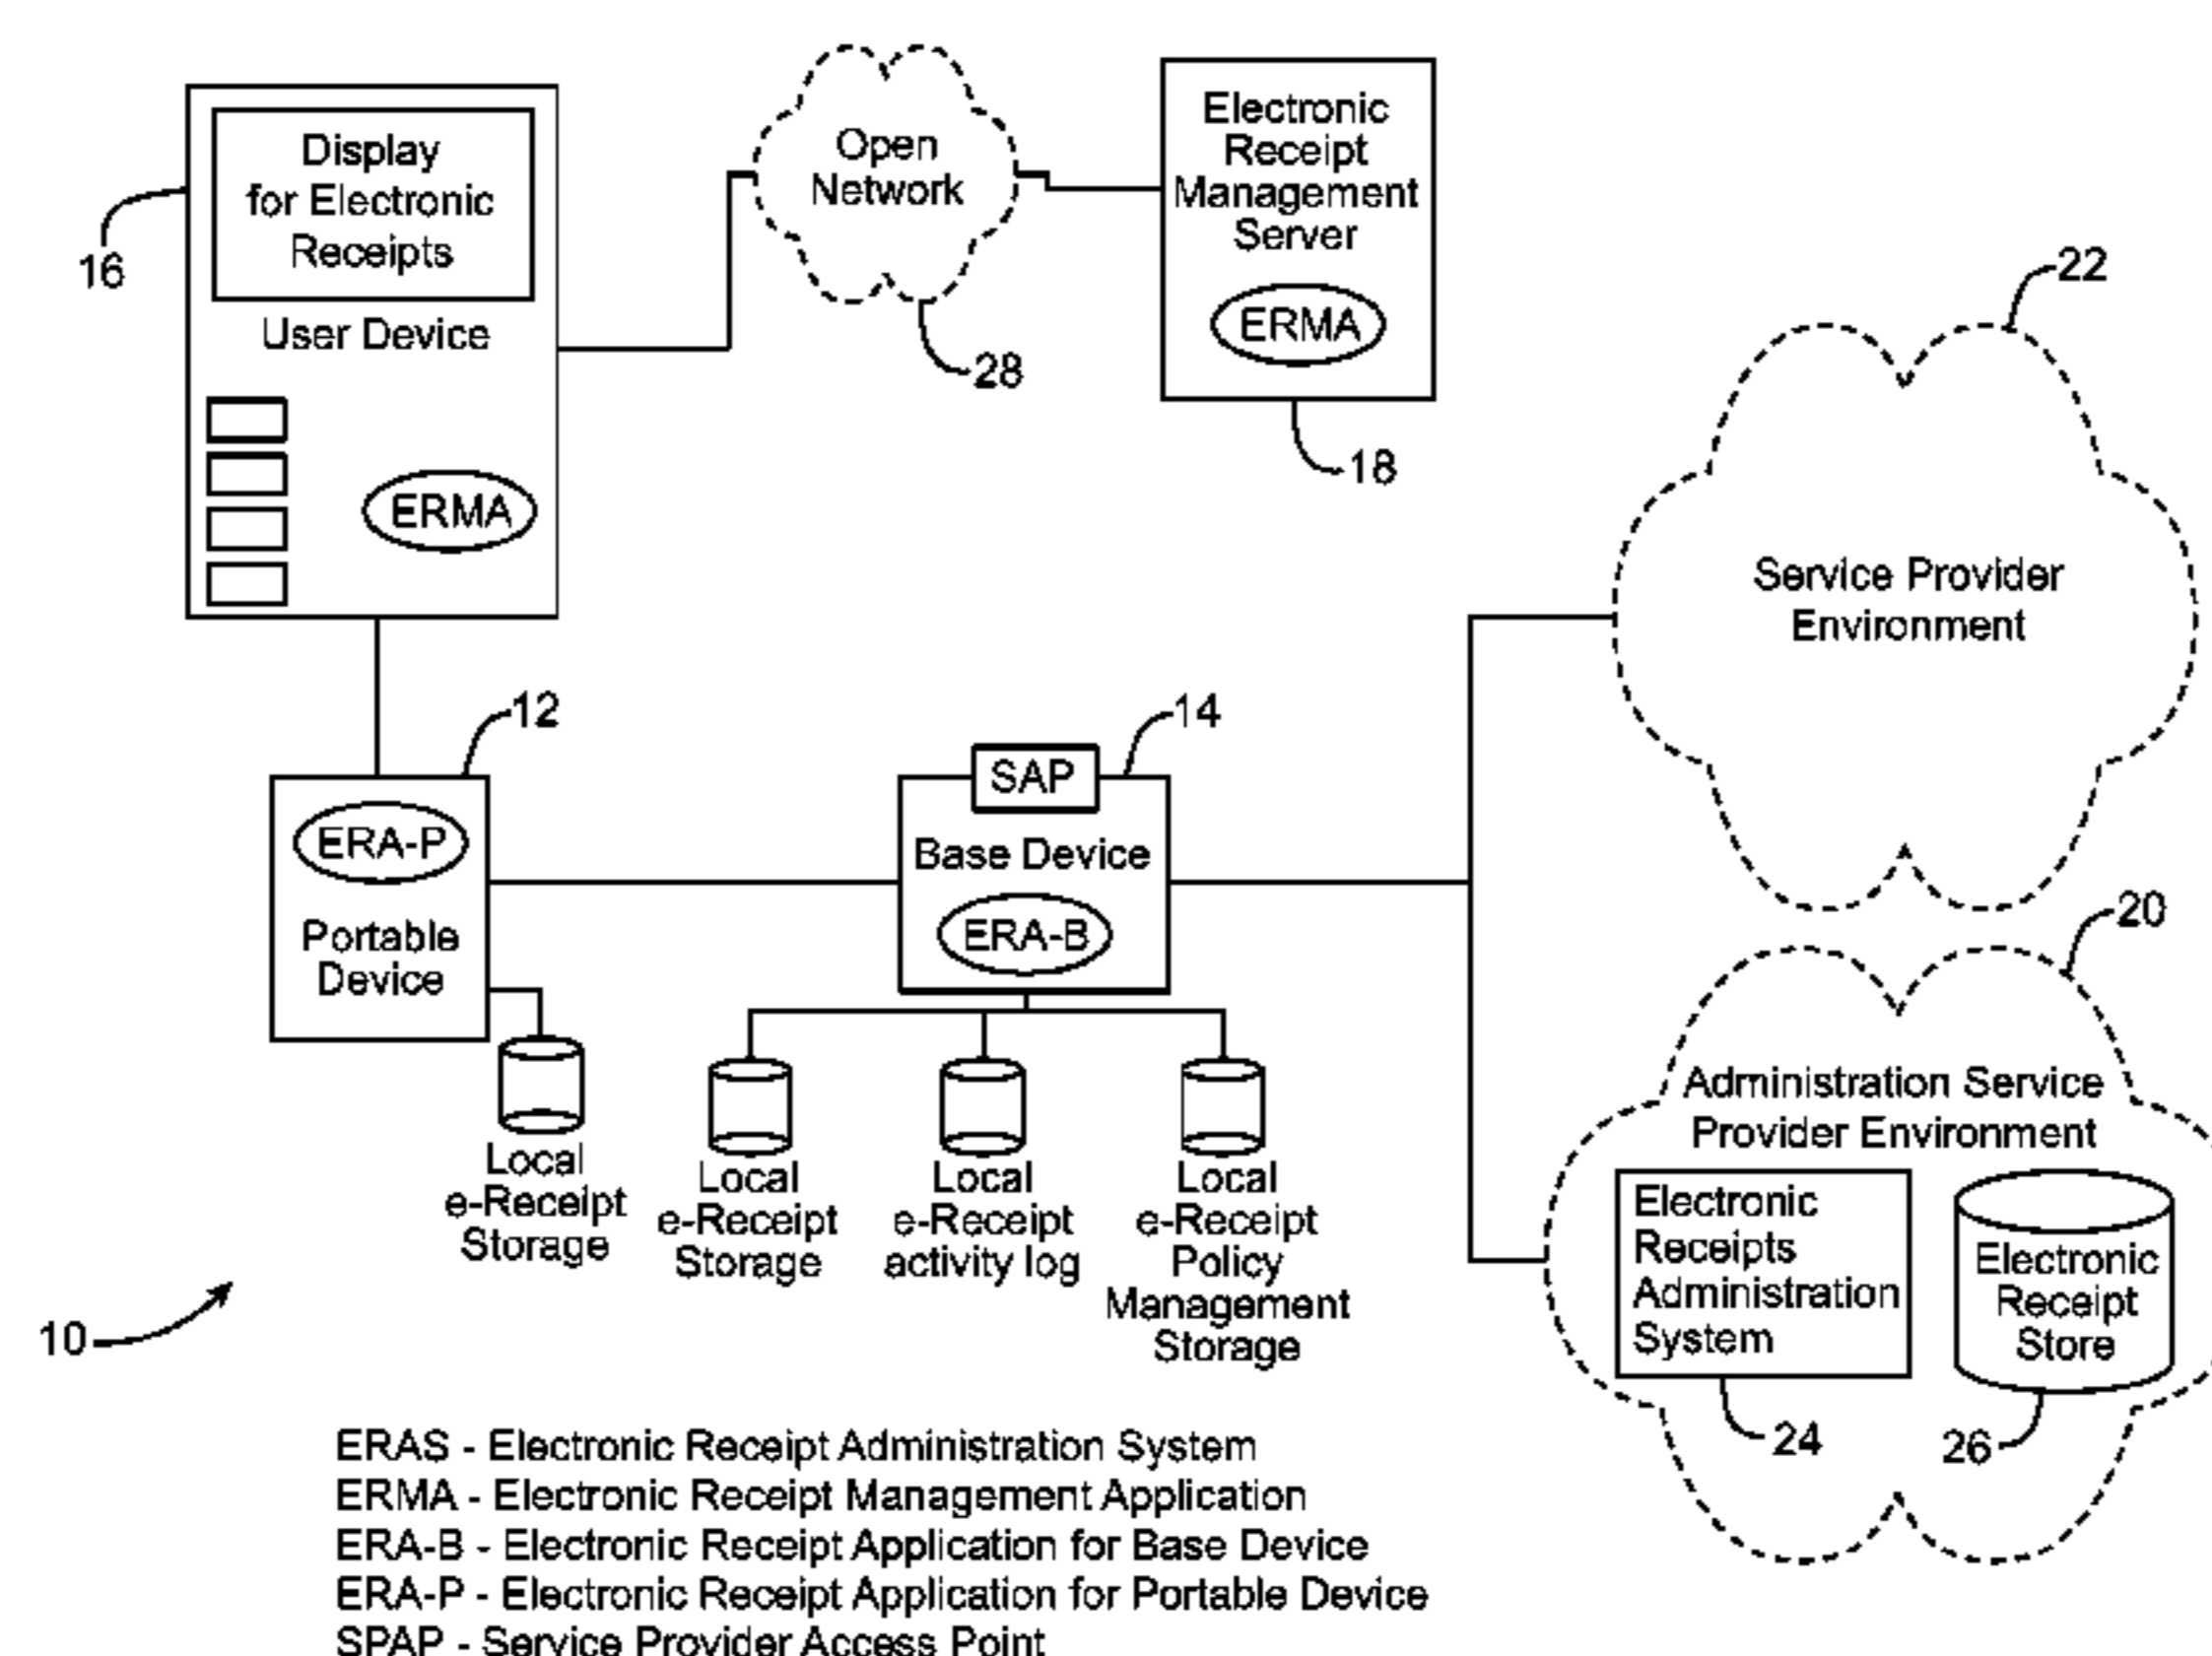 Display
for Electronic
Receipts
User Device
ERMA
16
Open
Network
28
Electronic
Receipt
Management
Server
ERMA
18
22
Service Provider
Environment
12
ERA-P
Portable
Device
Local
e-Receipt
Storage
14
SAP
Base Device
ERA-B
Local
e-Receipt
Storage
Local
e-Receipt
activity log
Local
e-Receipt
Policy
Management
Storage
20
Administration Service
Provider Environment
Electronic
Receipts
Administration
System
24
Electronic
Receipt
Store
26
10
ERAS - Electronic Receipt Administration System
ERMA - Electronic Receipt Management Application
ERA-B - Electronic Receipt Application for Base Device
ERA-P - Electronic Receipt Application for Portable Device
SPAP - Service Provider Access Point